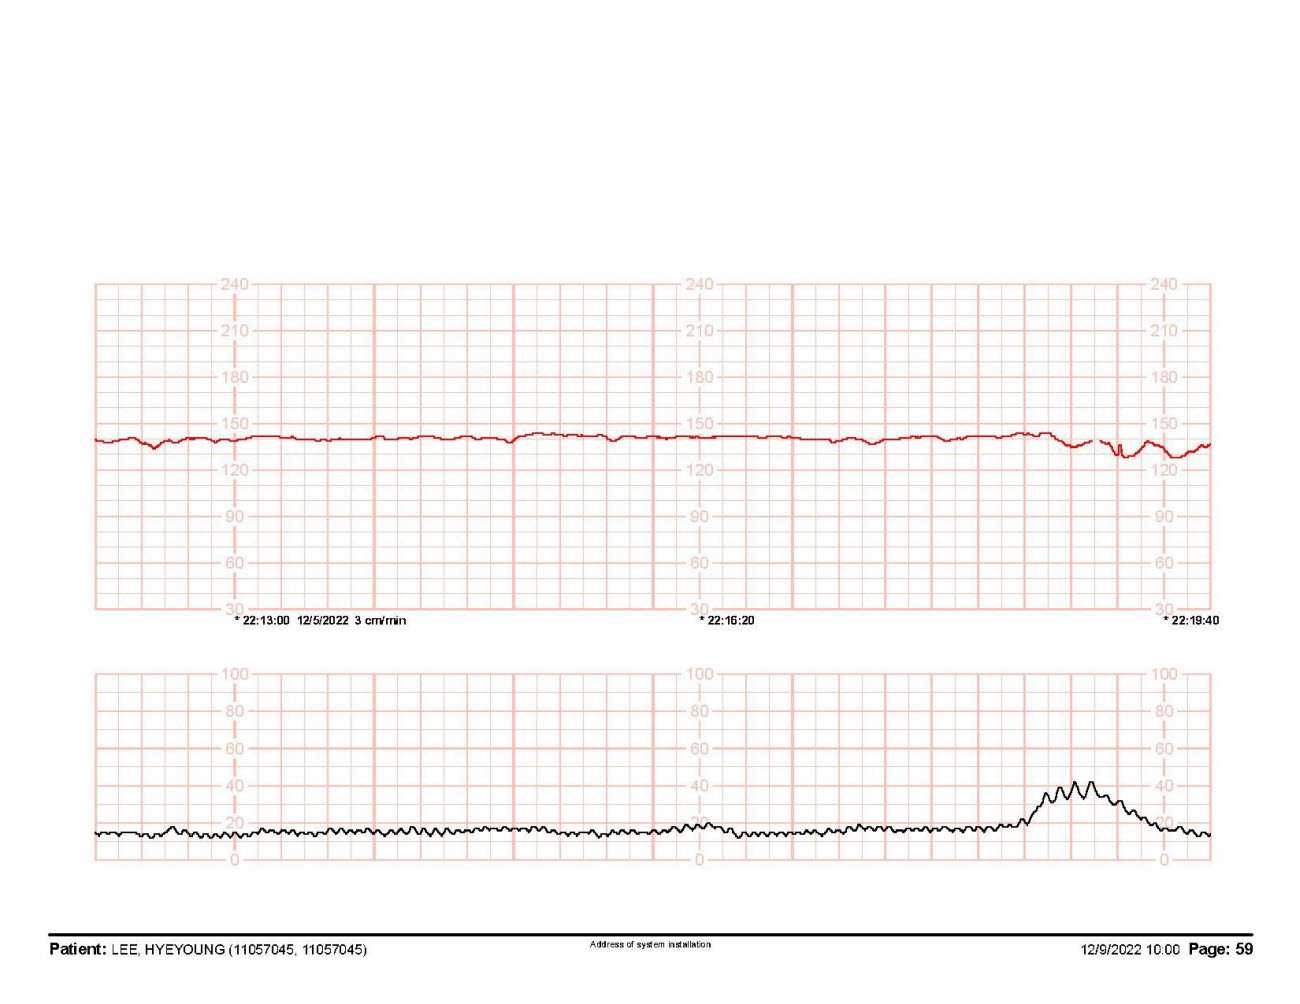 240 240 240
210 210 210
180 180 180
150 150 150
120 120 120
90 90 90
60 60 60
30 30 30
* 22:13:00 12/5/2022 3 cm/min * 22:16:20 * 22:19:40
100 100 100
80 80 80
60 60 60
40 40 40
20 20 20
0 0 0
Patient: LEE, HYEYOUNG (11057045, 11057045) Address of system installation 12/9/2022 10:00 Page: 59